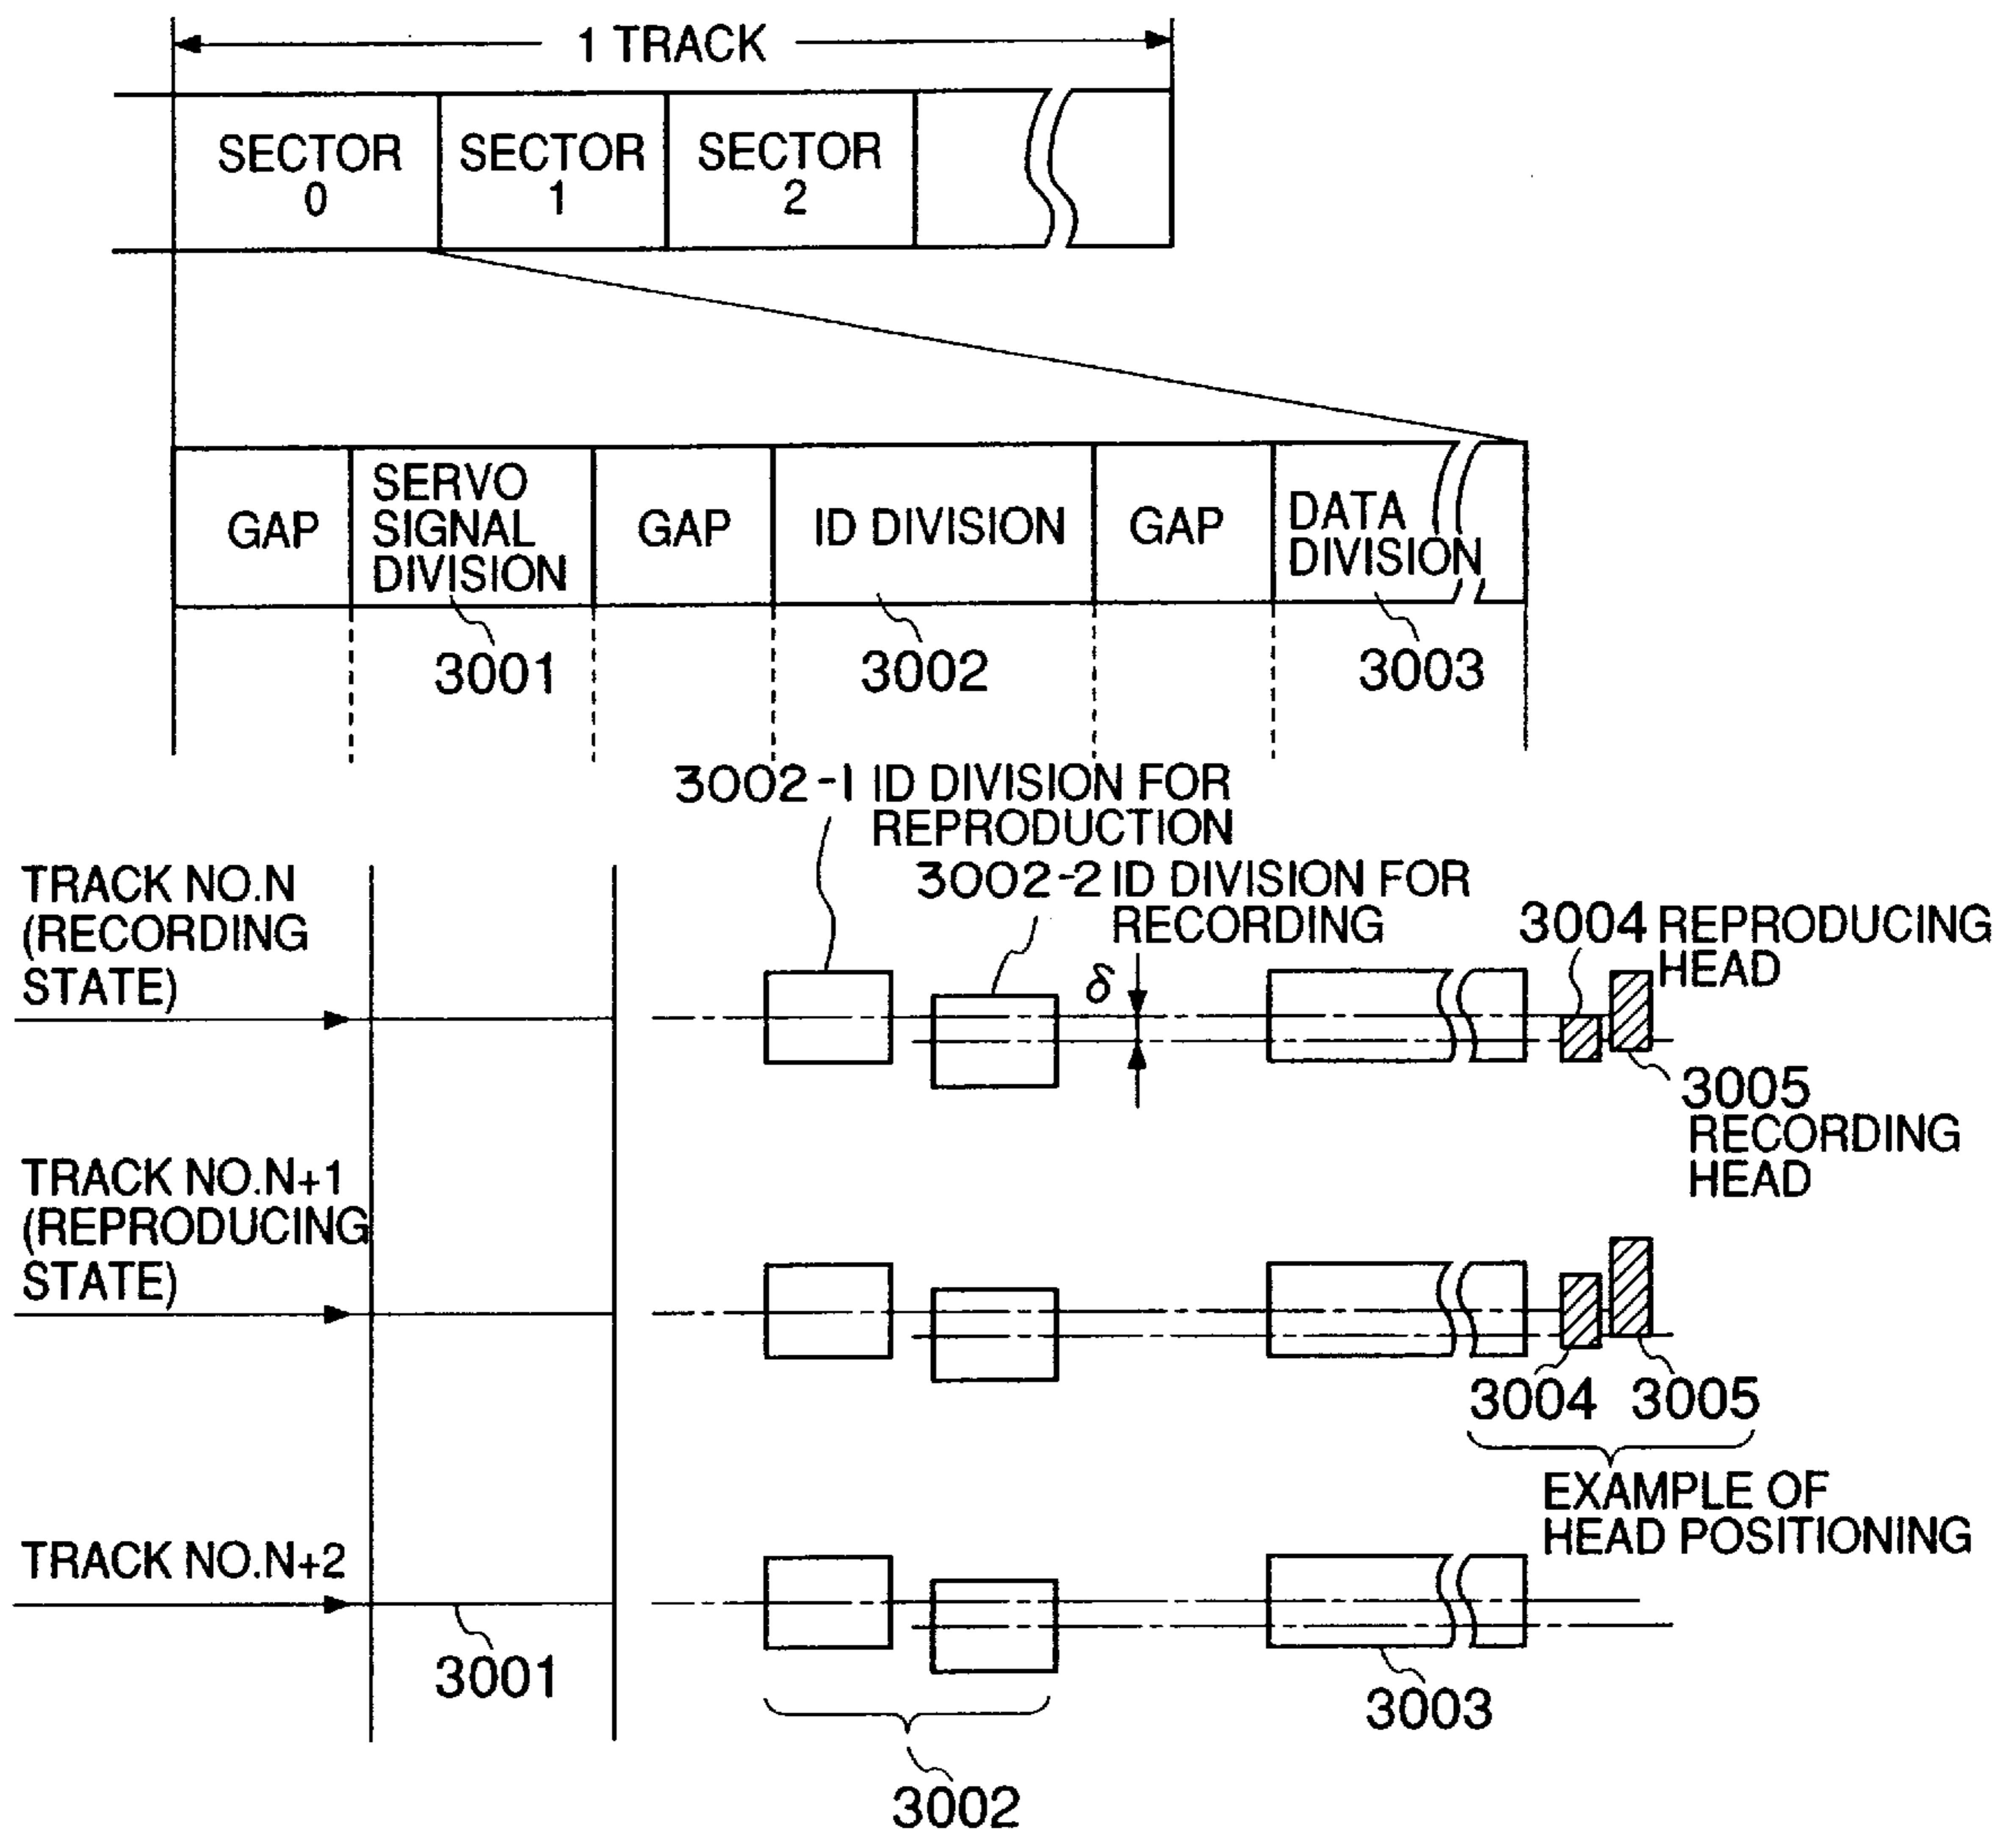 1 TRACK
SECTOR
0
SECTOR
1
SECTOR
2
GAP
SERVO
SIGNAL
DIVISION
GAP
ID DIVISION
GAP
DATA
DIVISION
3001
3002
3003
3002-1 ID DIVISION FOR
REPRODUCTION
3002-2 ID DIVISION FOR
RECORDING
TRACK NO.N
(RECORDING
STATE)
δ
3004 REPRODUCING
HEAD
3005
RECORDING
HEAD
TRACK NO.N+1
(REPRODUCING
STATE)
3004 3005
EXAMPLE OF
HEAD POSITIONING
TRACK NO.N+2
3001
3003
3002